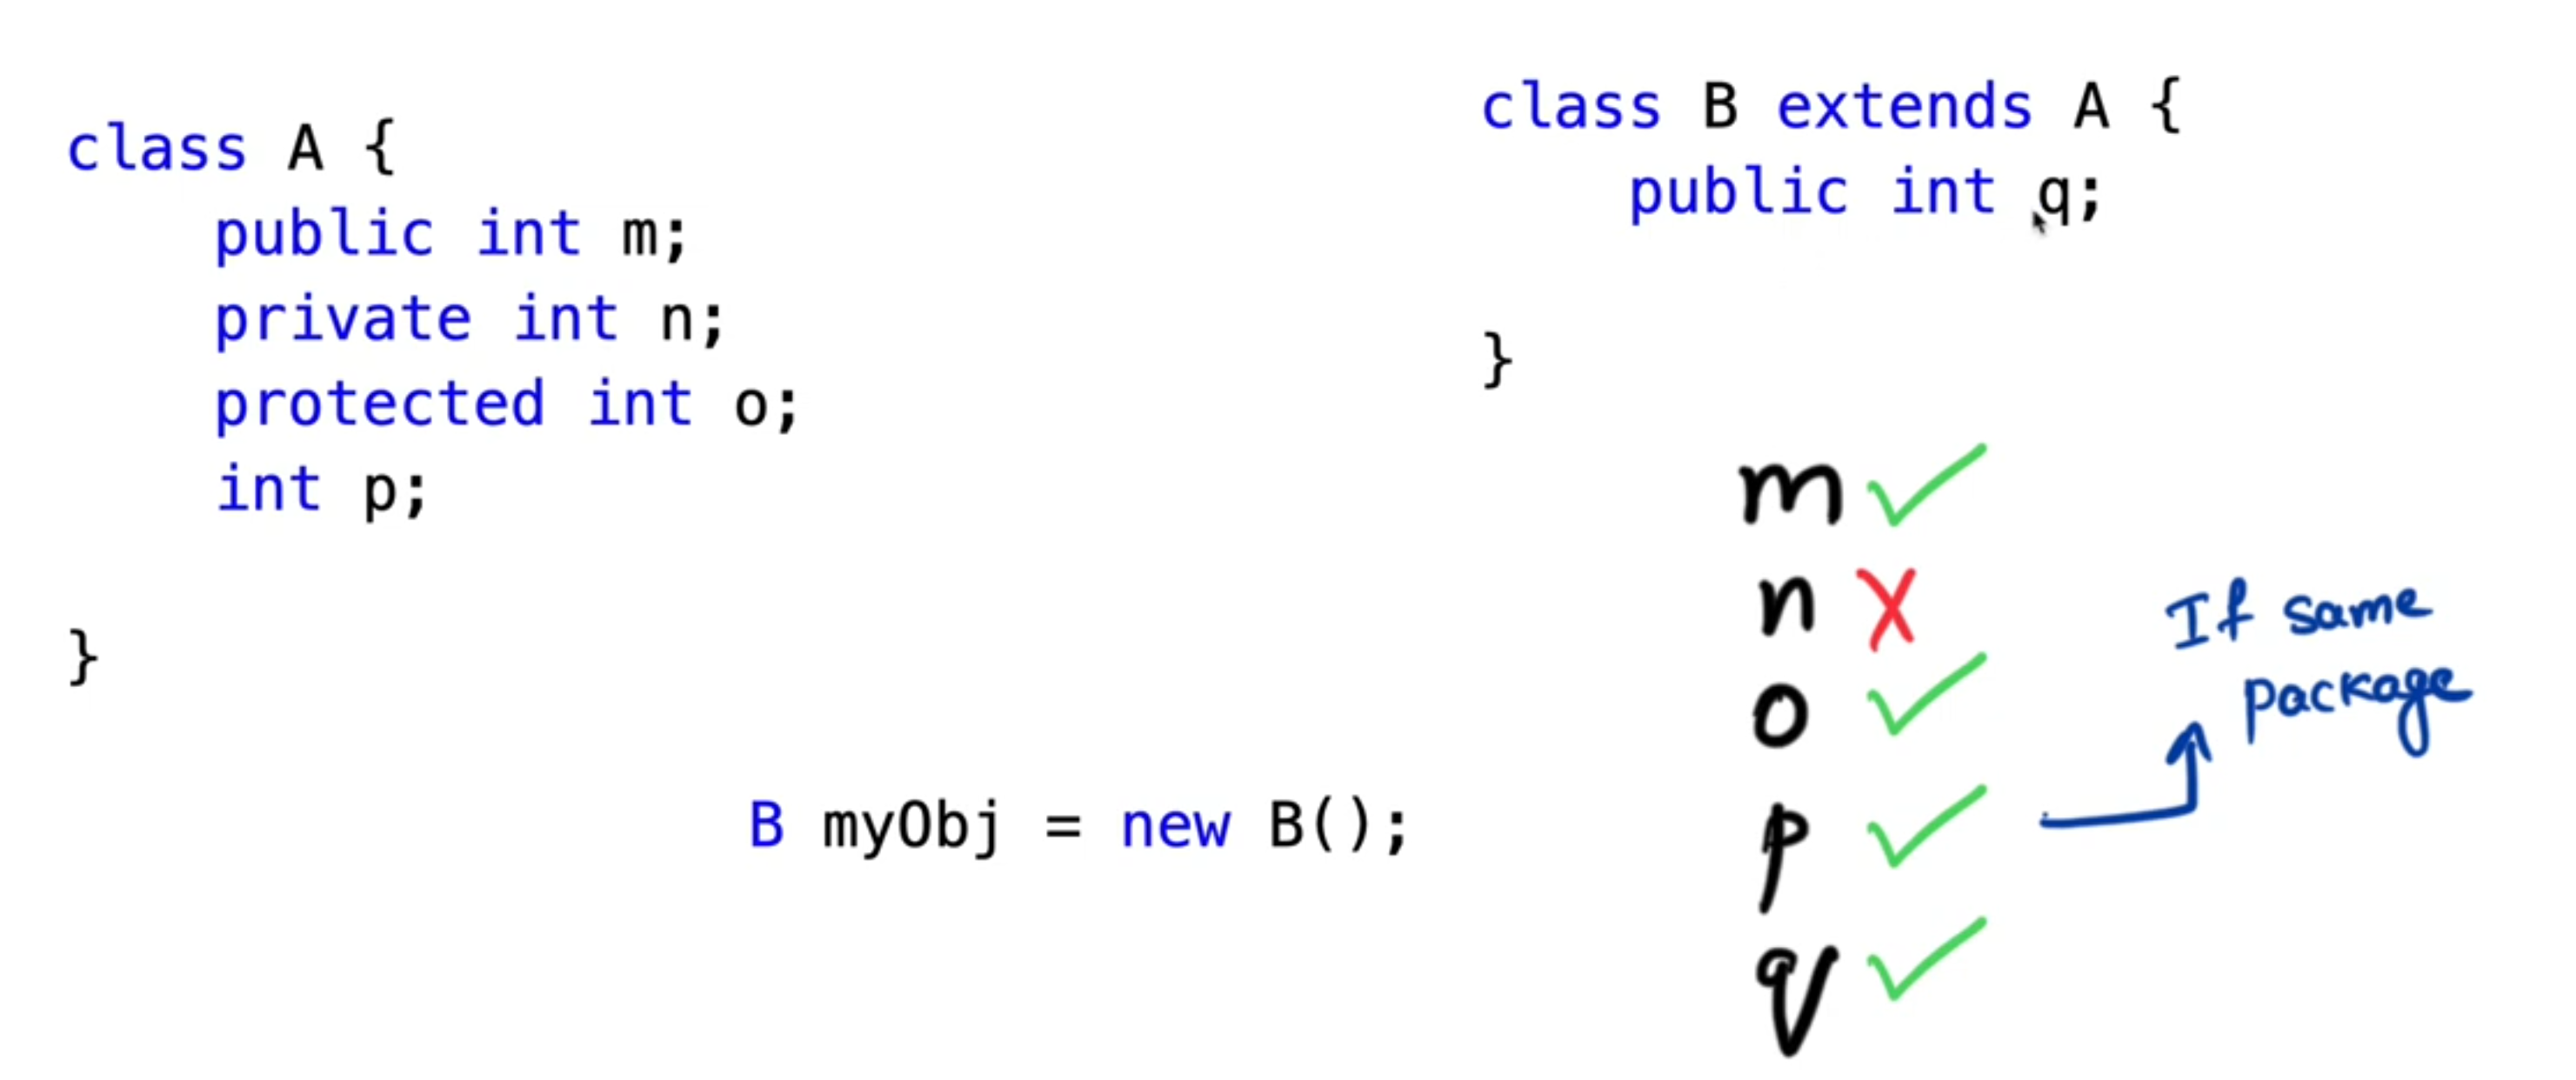 class A {
public int m;
private int n;
protected int o;
int p;
}
class B extends A {
public int q;
}
B myObj = new B();
m
n
o
p
q
If same
package